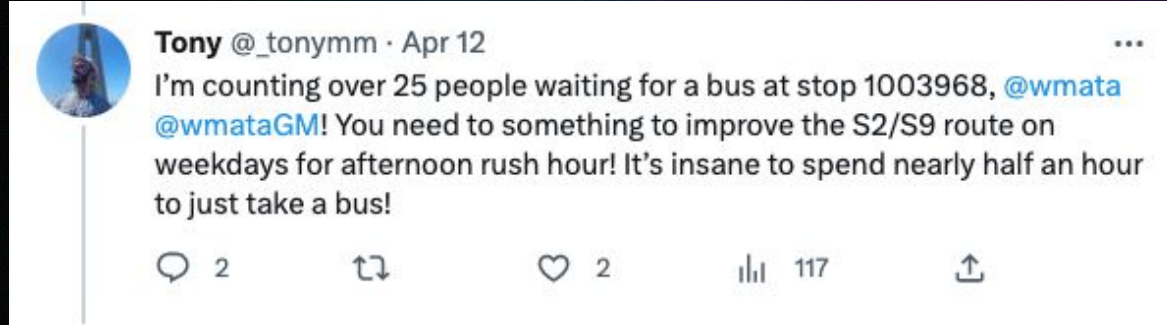 Tony @_tonymm · Apr 12
I’m counting over 25 people waiting for a bus at stop 1003968, @wmata
@wmataGM! You need to something to improve the S2/S9 route on
weekdays for afternoon rush hour! It’s insane to spend nearly half an hour
to just take a bus!
2 2 117